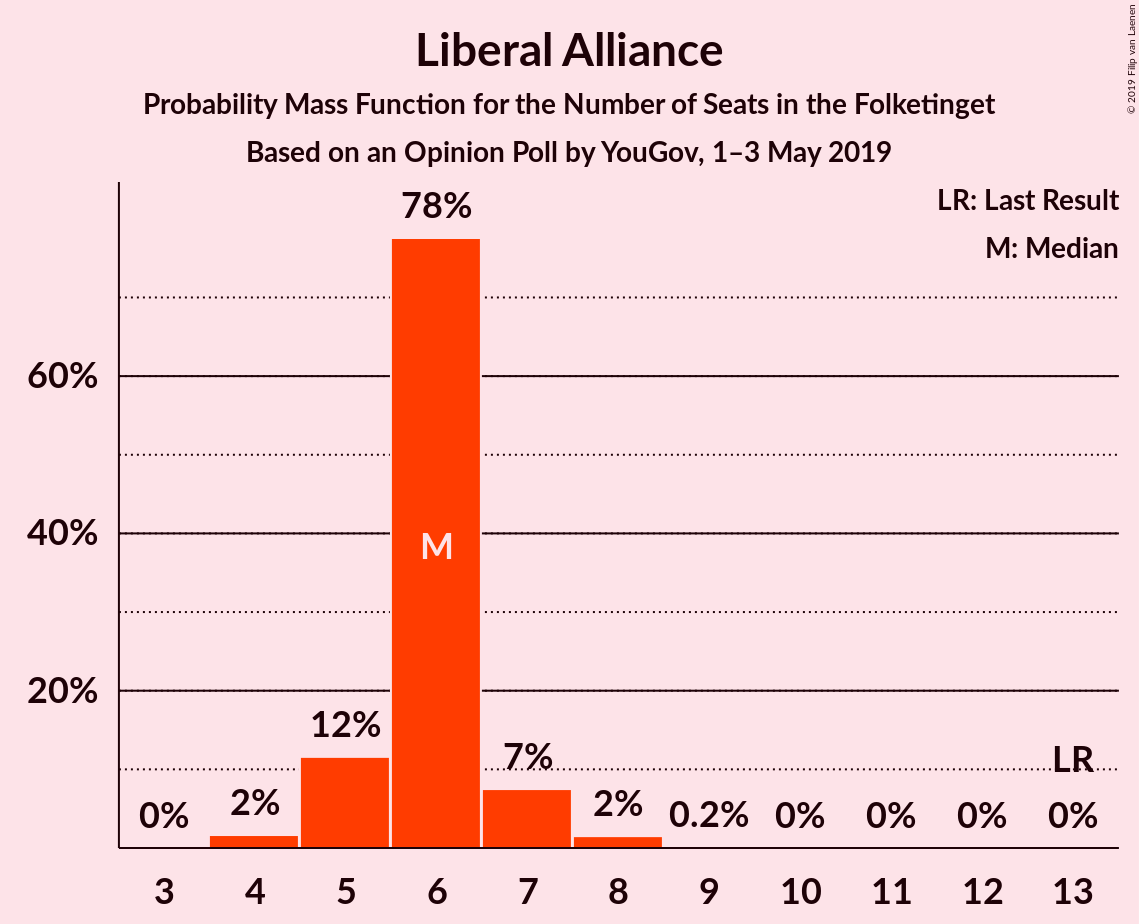 Liberal Alliance
Probability Mass Function for the Number of Seats in the Folketinget
Based on an Opinion Poll by YouGov, 1–3 May 2019
© 2019 Filip van Laenen
LR: Last Result
M: Median
78%
60%
40%
M
20%
12%
7%
LR
0%
2%
2%
0.2%
0%
0%
0%
0%
3 4 5 6 7 8 9 10 11 12 13